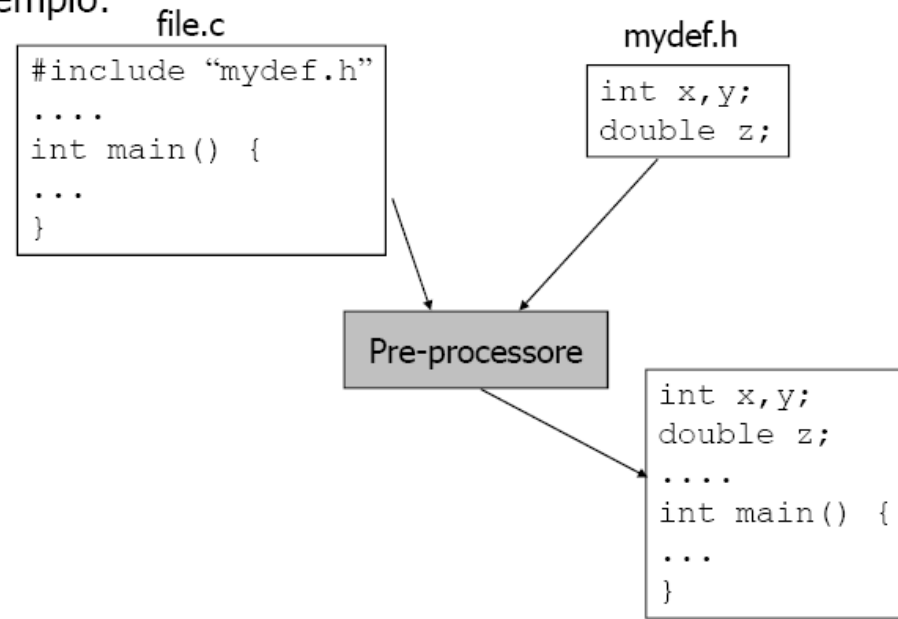 file.c
#include “mydef.h”
....
int main() {
...
}
mydef.h
int x,y;
double z;
Pre-processore
int x,y;
double z;
....
int main() {
...
}